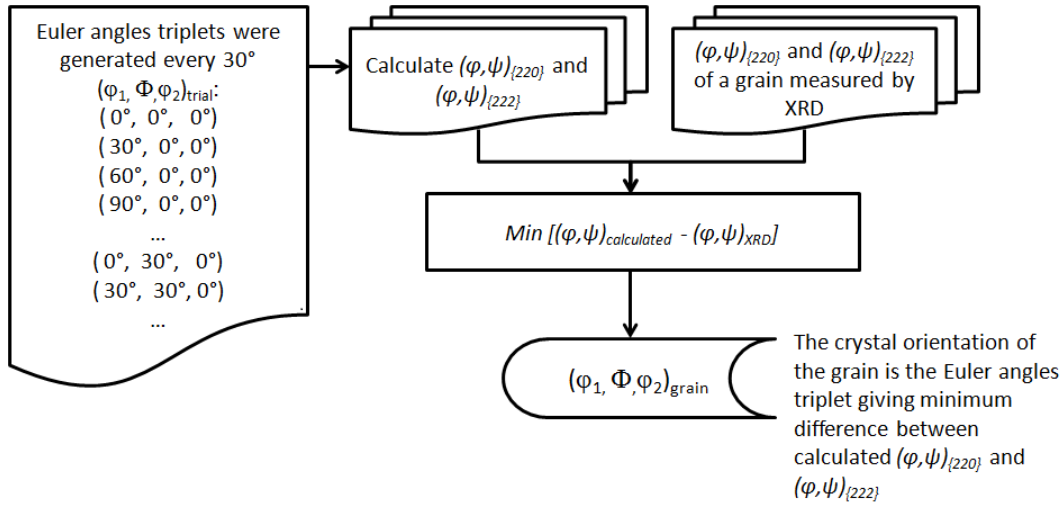 Euler angles triplets were
generated every 30°
(φ₁, Φ,φ₂)trial:
( 0°, 0°, 0°)
( 30°, 0°, 0°)
( 60°, 0°, 0°)
( 90°, 0°, 0°)
...
( 0°, 30°, 0°)
( 30°, 30°, 0°)
...
Calculate (φ,ψ){220} and
(φ,ψ){222}
(φ,ψ){220} and (φ,ψ){222}
of a grain measured by
XRD
Min [(φ,ψ)calculated - (φ,ψ)XRD]
(φ₁, Φ,φ₂)grain
The crystal orientation of
the grain is the Euler angles
triplet giving minimum
difference between
calculated (φ,ψ){220} and
(φ,ψ){222}